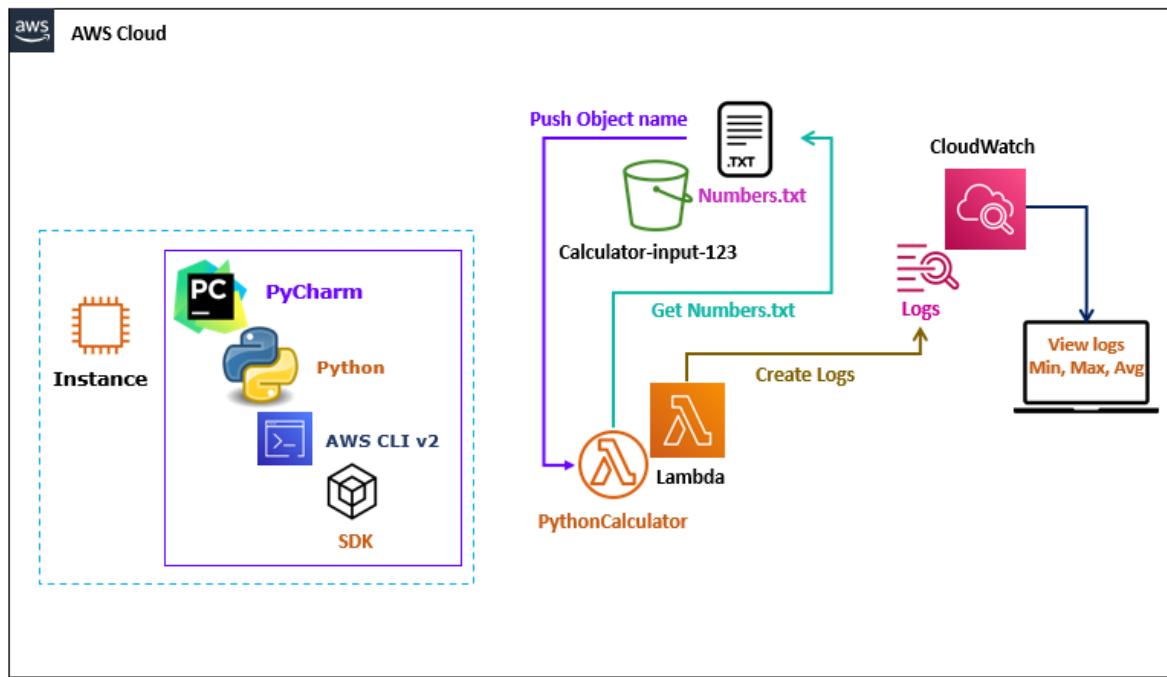 aws
AWS Cloud
Push Object name
.TXT
Numbers.txt
Calculator-input-123
CloudWatch
Logs
Get Numbers.txt
View logs
Min, Max, Avg
Create Logs
Lambda
PythonCalculator
Instance
PC
PyCharm
Python
>_
AWS CLI v2
SDK